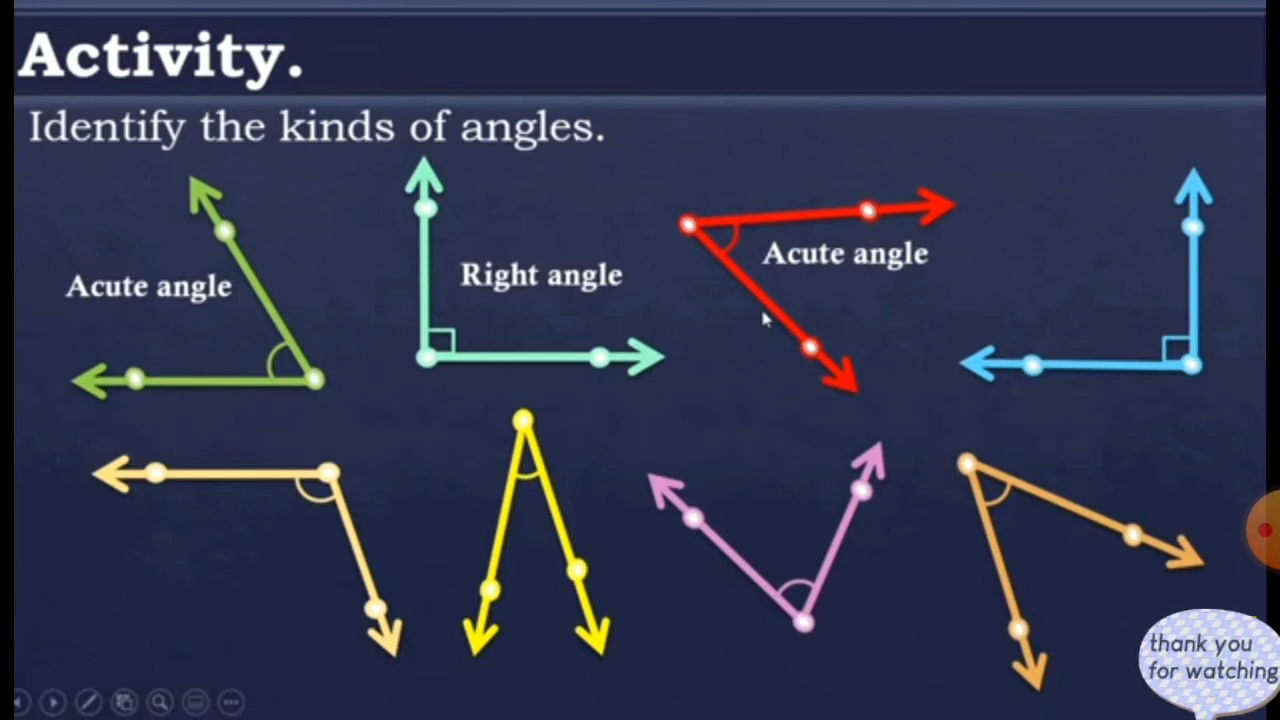 Activity.
Identify the kinds of angles.
Acute angle
Right angle
Acute angle
thank you
for watching